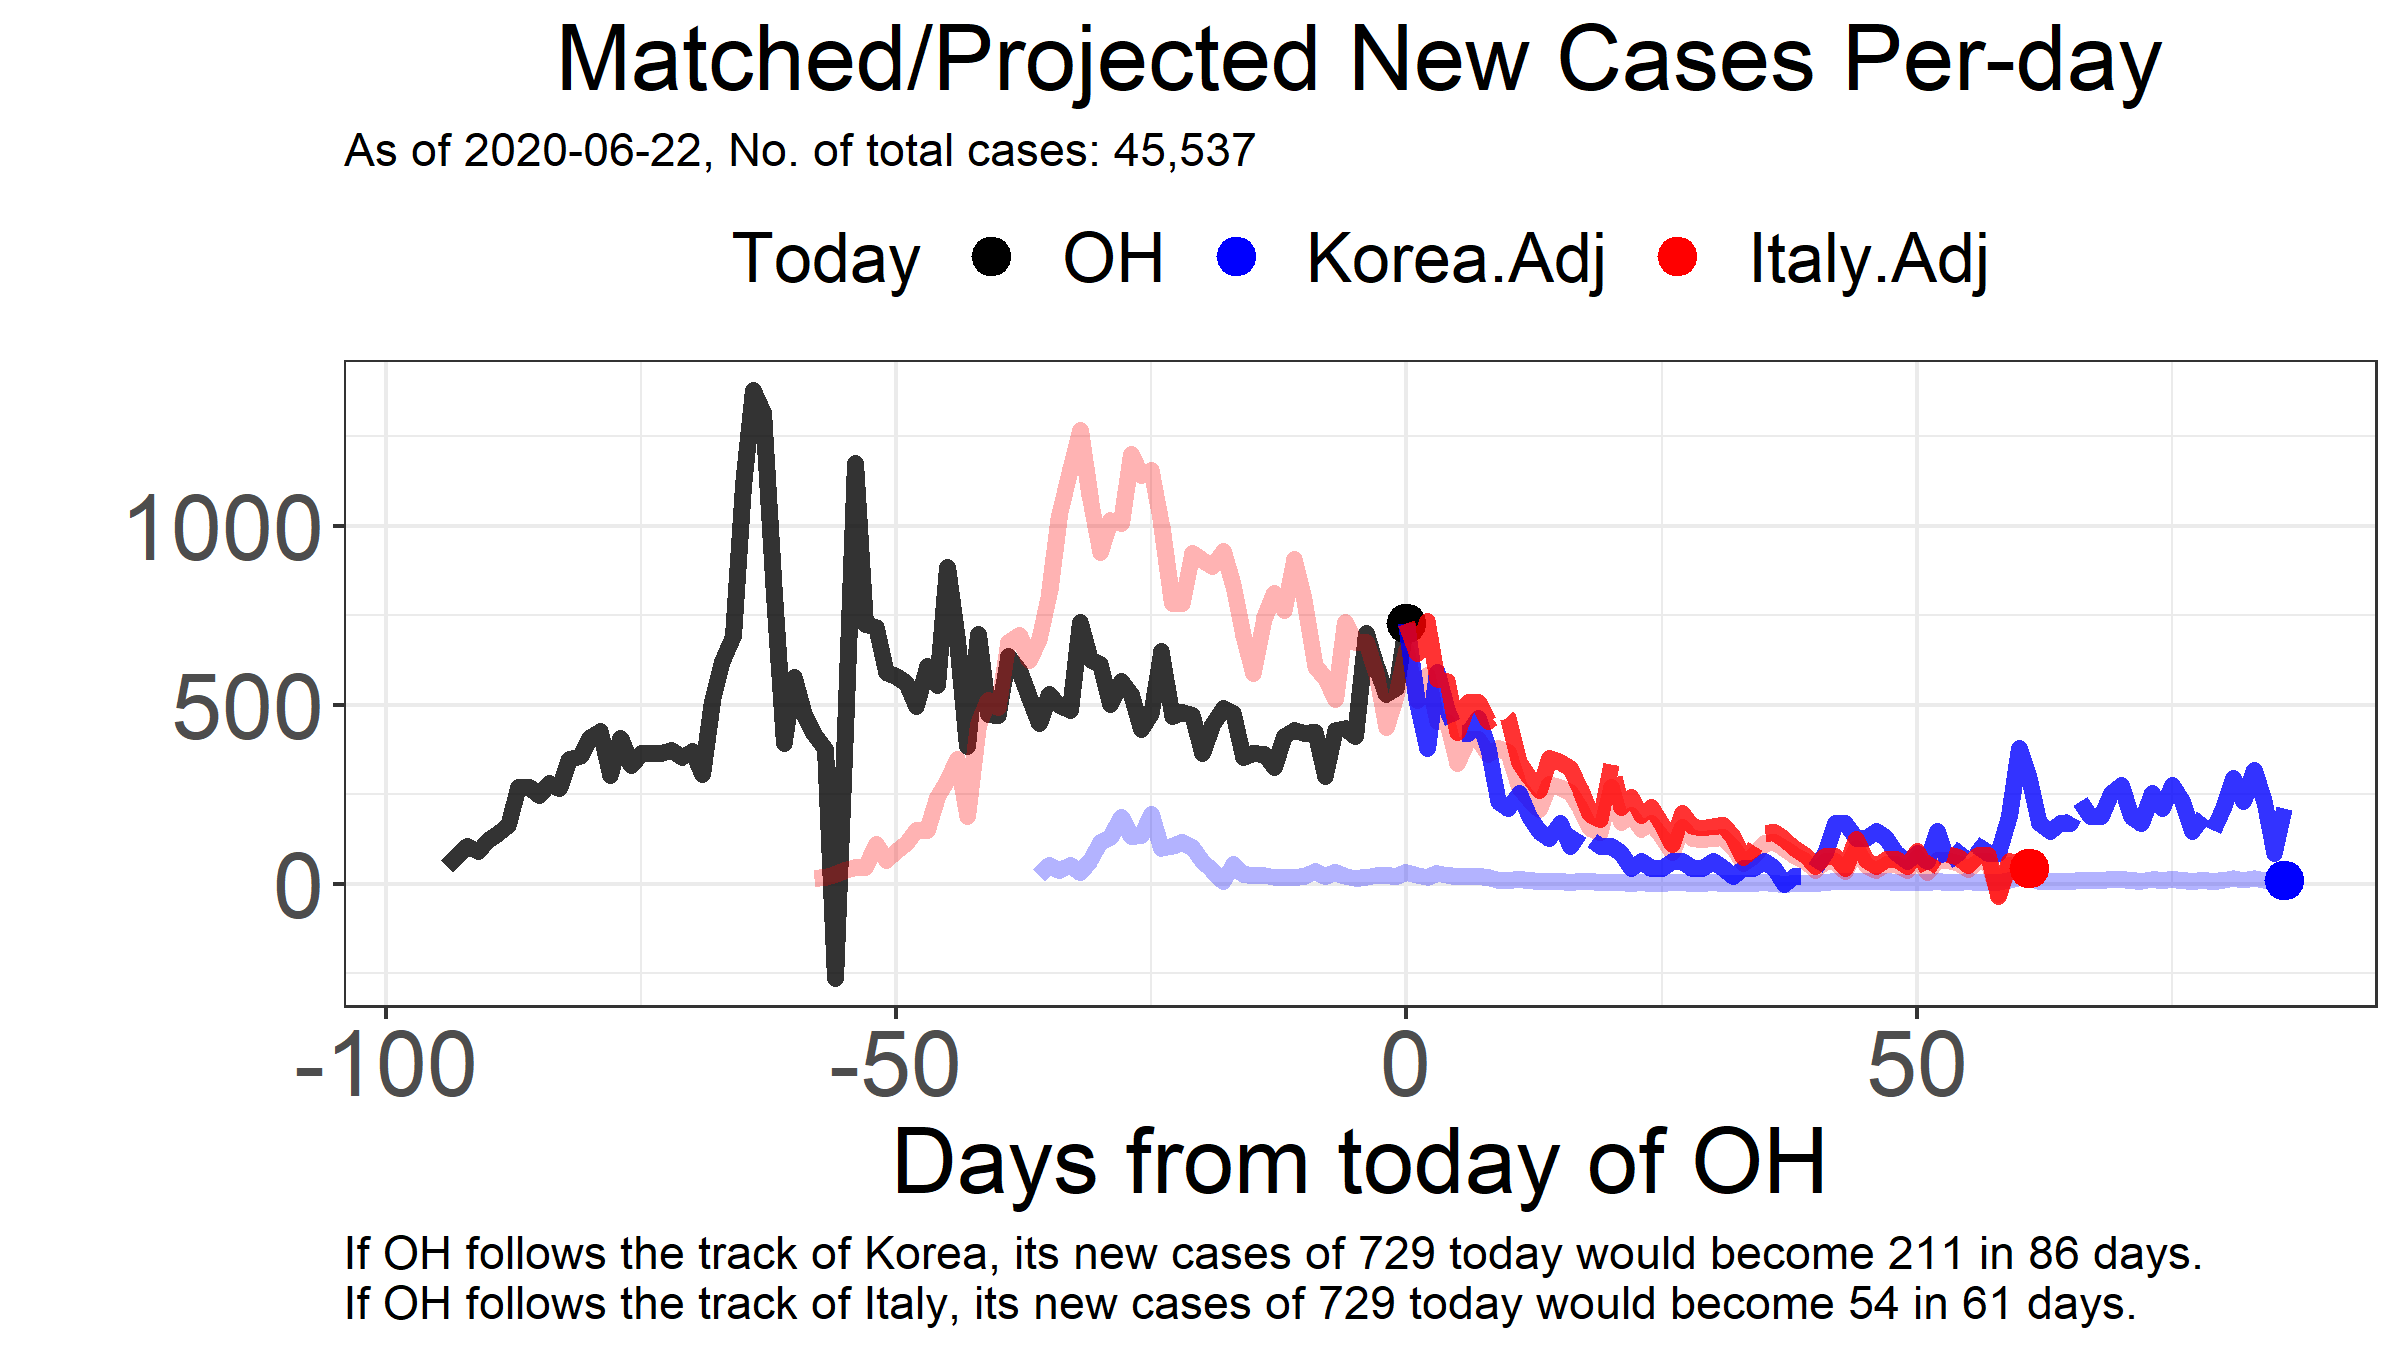 Matched/Projected New Cases Per-day
As of 2020-06-22, No. of total cases: 45,537
Today OH Korea.Adj Italy.Adj
1000
500
0
-100 -50 0 50
Days from today of OH
If OH follows the track of Korea, its new cases of 729 today would become 211 in 86 days.
If OH follows the track of Italy, its new cases of 729 today would become 54 in 61 days.